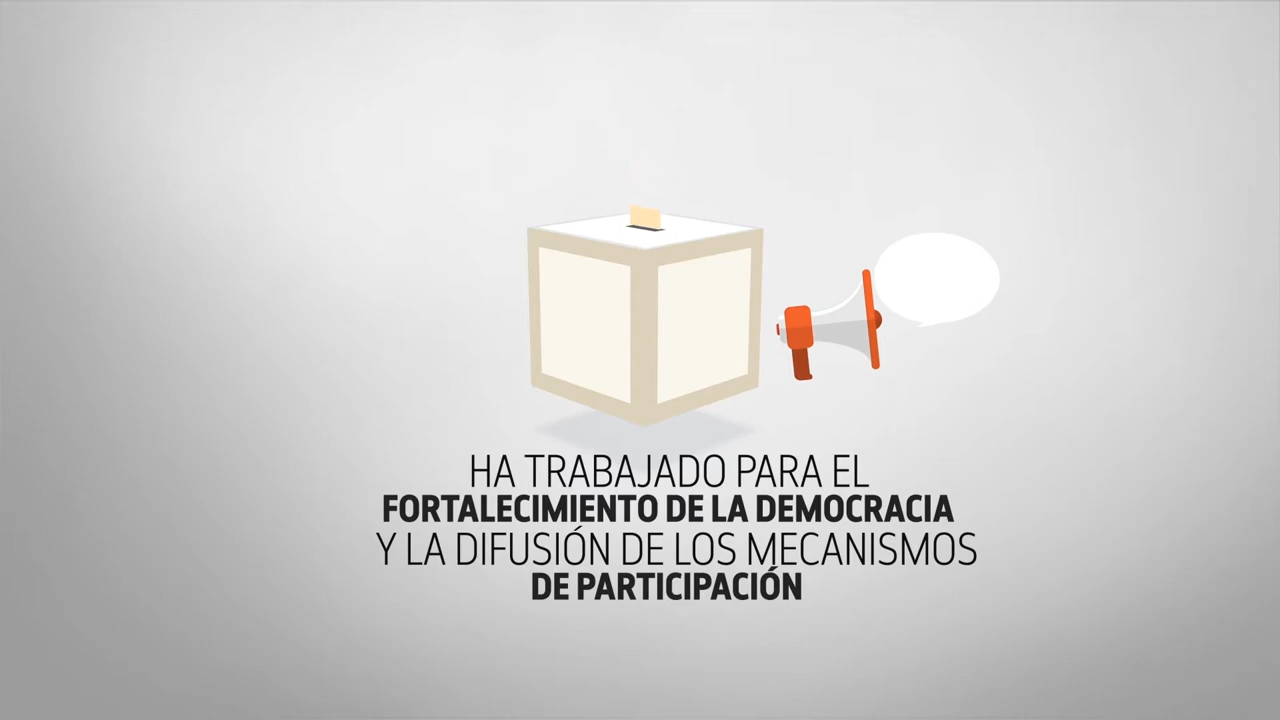 HA TRABAJADO PARA EL
FORTALECIMIENTO DE LA DEMOCRACIA
Y LA DIFUSIÓN DE LOS MECANISMOS
DE PARTICIPACIÓN